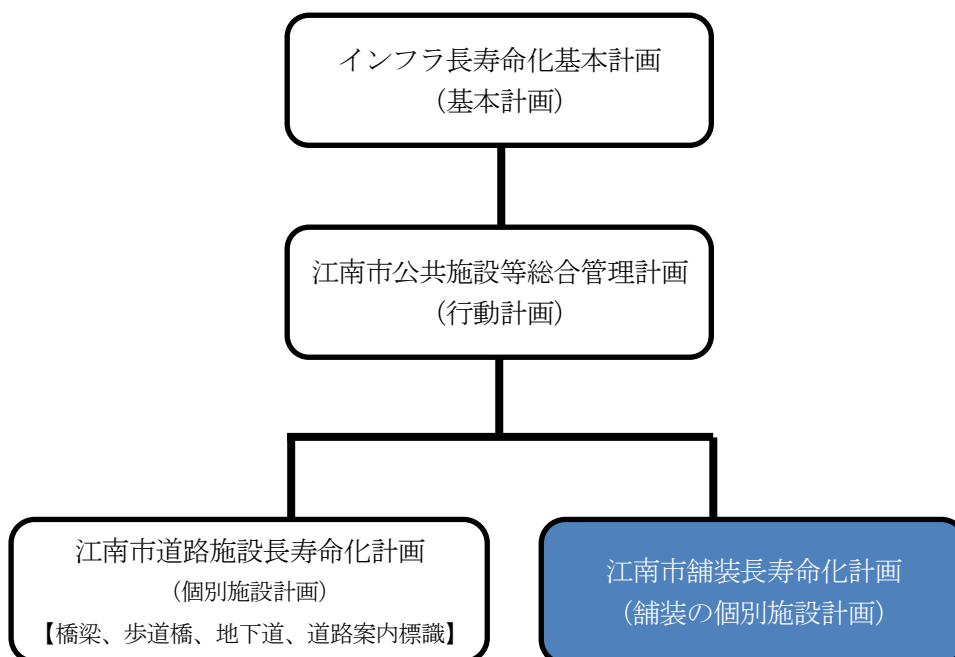 インフラ長寿命化基本計画
（基本計画）
江南市公共施設等総合管理計画
（行動計画）
江南市道路施設長寿命化計画
（個別施設計画）
【橋梁、歩道橋、地下道、道路案内標識】
江南市舗装長寿命化計画
（舗装の個別施設計画）